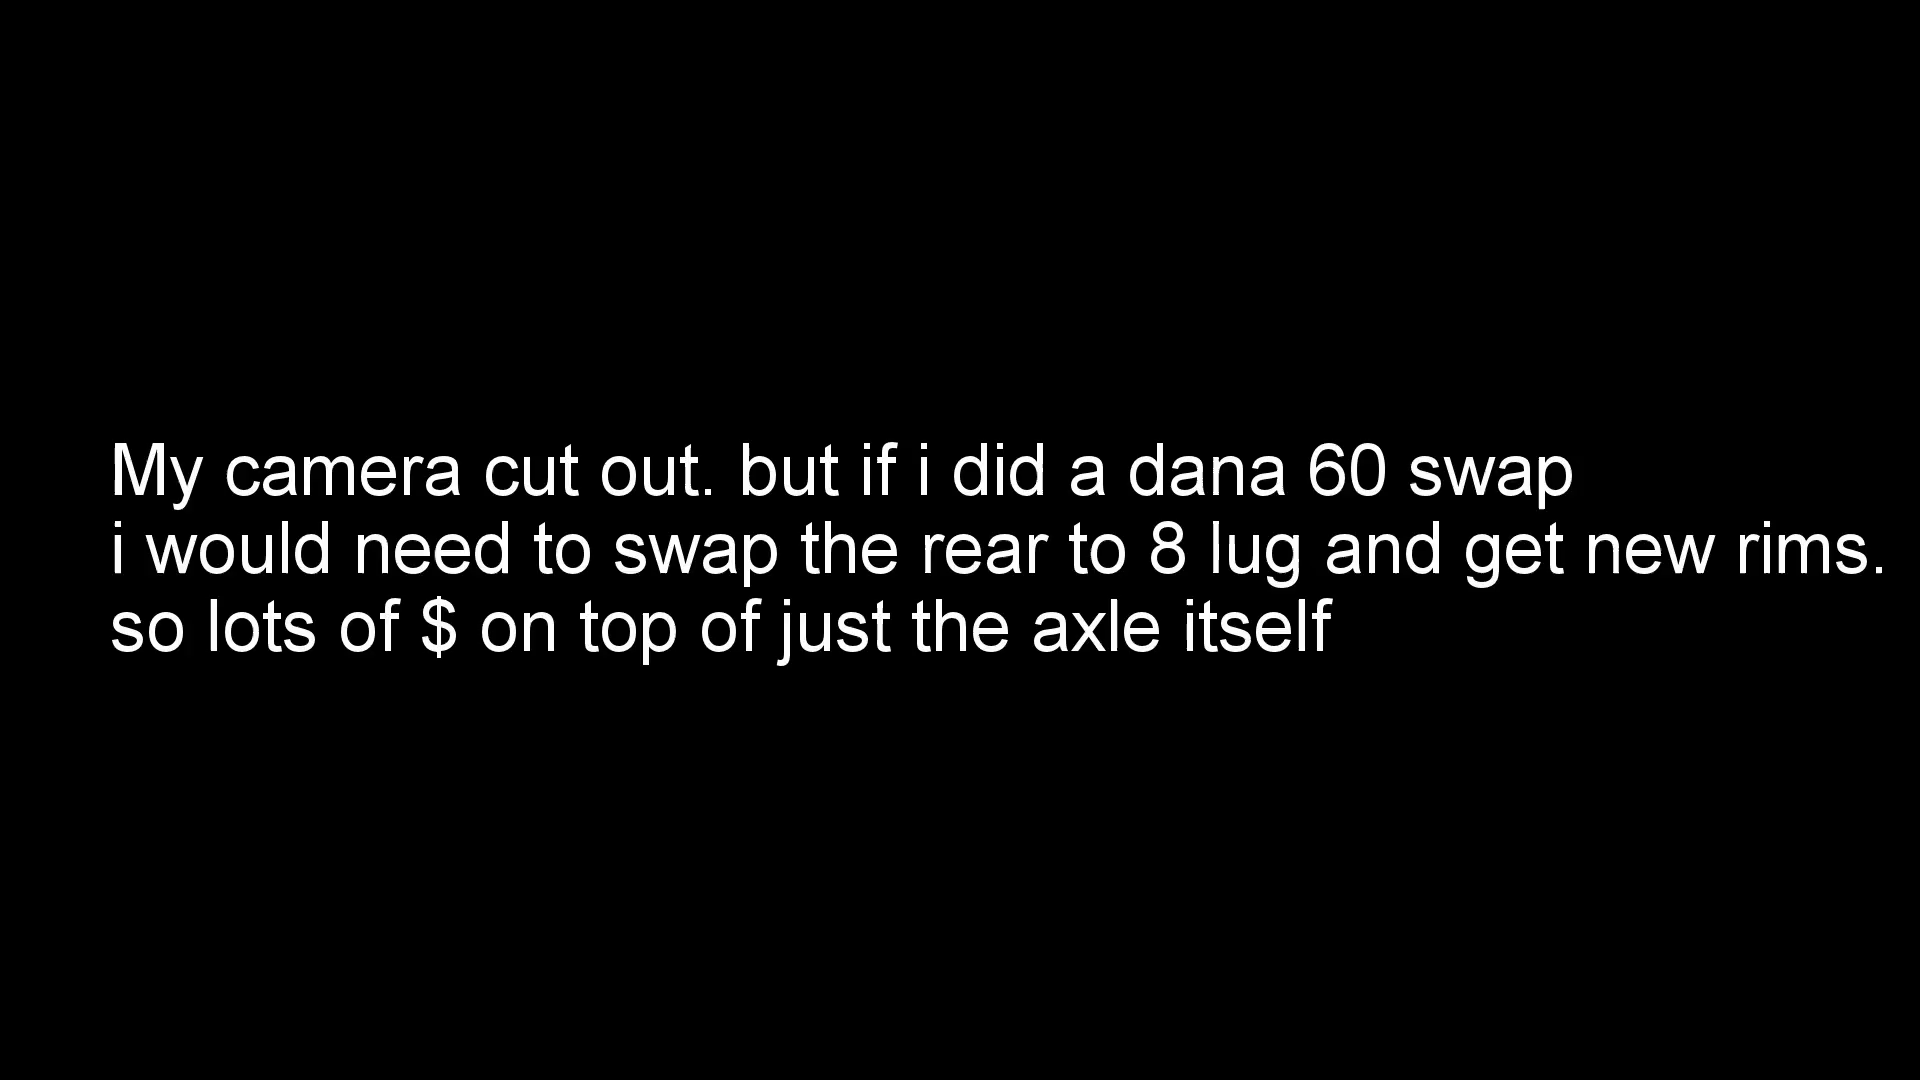 My camera cut out. but if i did a dana 60 swap
i would need to swap the rear to 8 lug and get new rims.
so lots of $ on top of just the axle itself